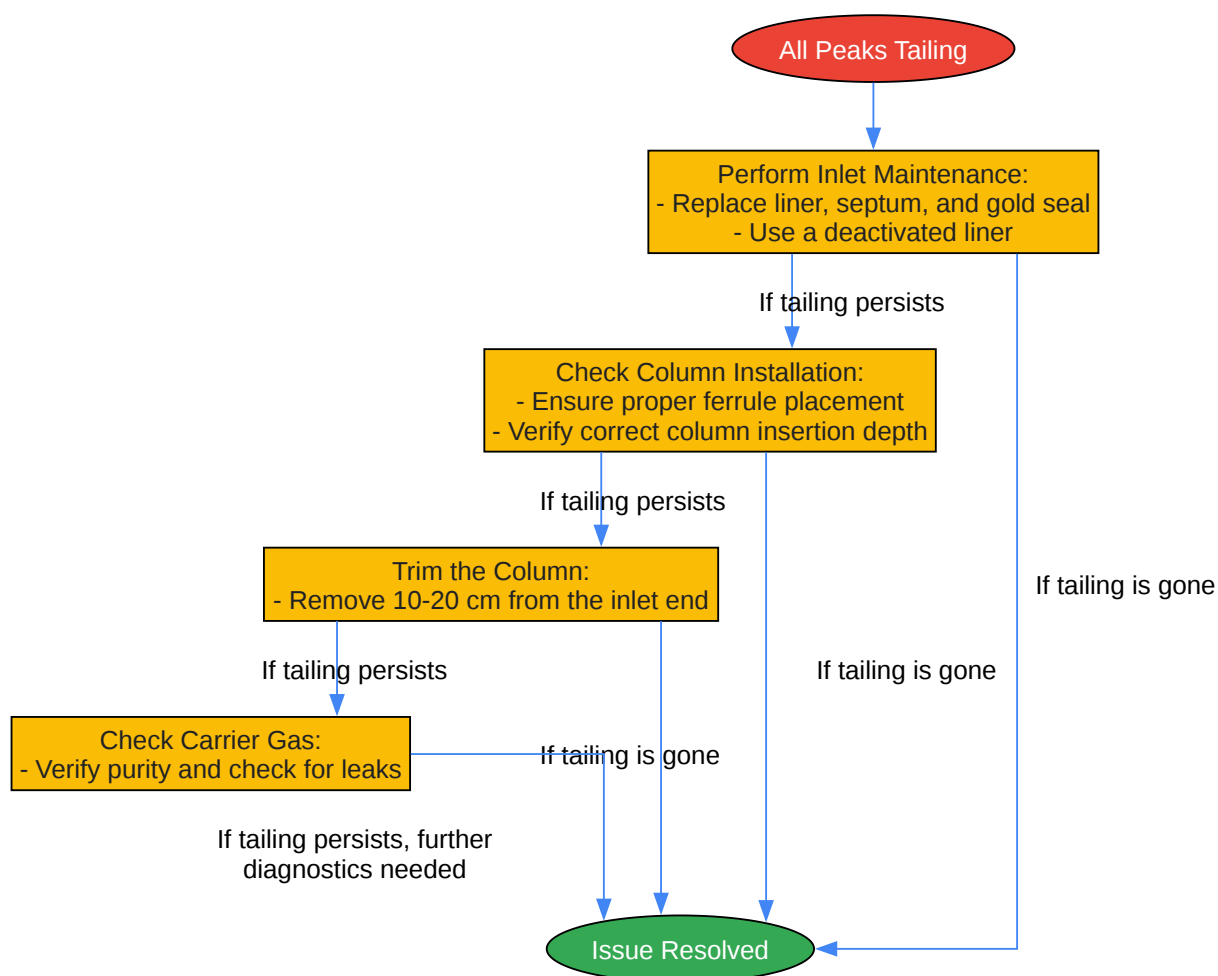 All Peaks Tailing
Perform Inlet Maintenance:
- Replace liner, septum, and gold seal
- Use a deactivated liner
If tailing persists
Check Column Installation:
- Ensure proper ferrule placement
- Verify correct column insertion depth
If tailing persists
Trim the Column:
- Remove 10-20 cm from the inlet end
If tailing is gone
If tailing persists
If tailing is gone
Check Carrier Gas:
- Verify purity and check for leaks
If tailing is gone
If tailing persists, further
diagnostics needed
Issue Resolved